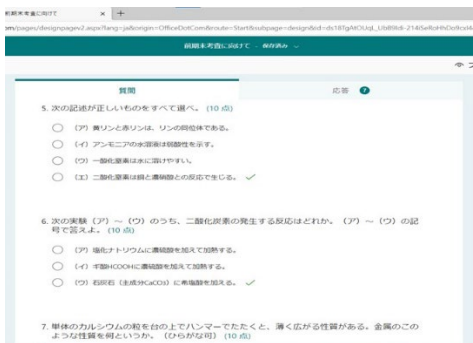 前期末考査に向けて
前期末考査に向けて - 保存済み
質問
応答 7
5. 次の記述が正しいものをすべて選べ。 (10 点)
(ア) 黄リンと赤リンは、リンの同位体である。
(イ) アンモニアの水溶液は弱酸性を示す。
(ウ) 一酸化窒素は水に溶けやすい。
(エ) 二酸化窒素は銅と濃硝酸との反応で生じる。
6. 次の実験(ア)~(ウ)のうち、二酸化炭素の発生する反応はどれか。(ア)~(ウ)の記
号で答えよ。 (10 点)
(ア) 塩化ナトリウムに濃硫酸を加えて加熱する。
(イ) ギ酸HCOOHに濃硫酸を加えて加熱する。
(ウ) 石灰石(主成分CaCO₃)に希塩酸を加える。
7. 単体のカルシウムの粒を台の上でハンマーでたたくと、薄く広がる性質がある。金属のこの
ような性質を何というか。(ひらがな可) (10 点)